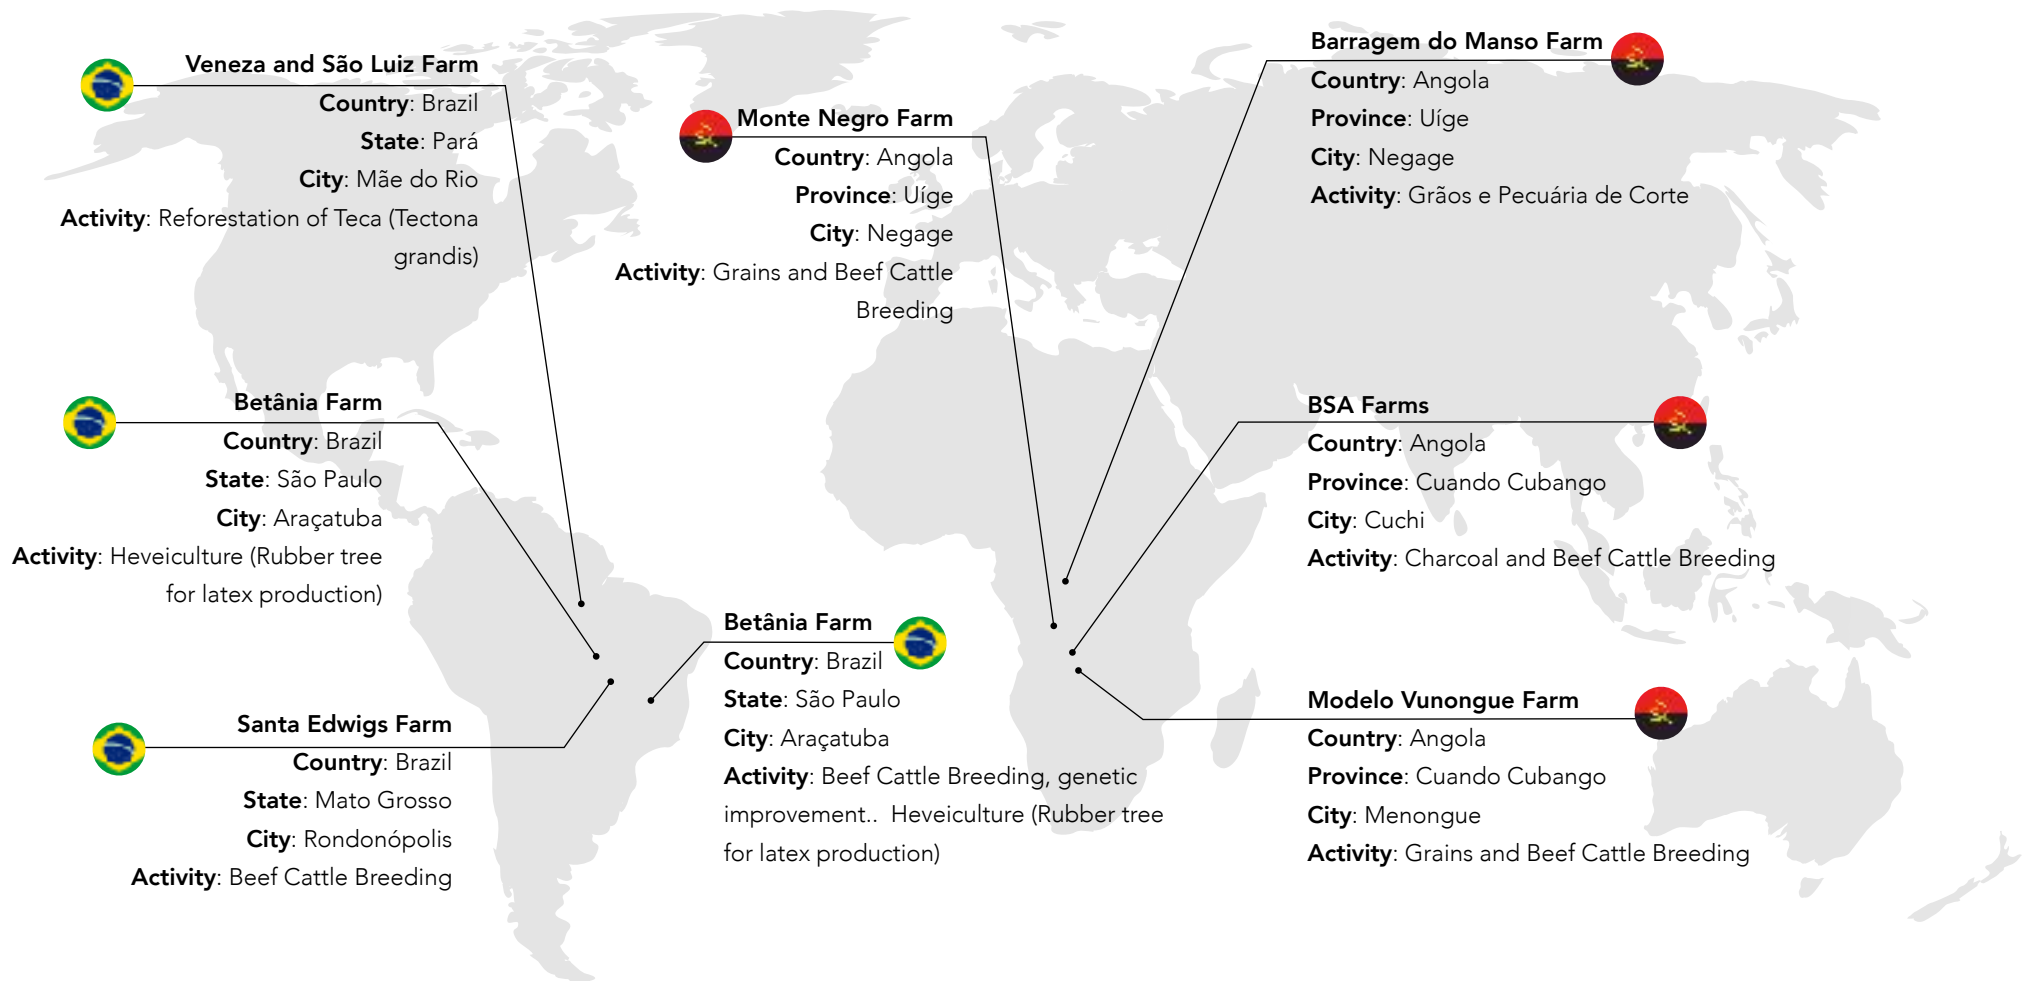 Veneza and São Luiz Farm
Country: Brazil
State: Pará
City: Mãe do Rio
Activity: Reforestation of Teca (Tectona
grandis)
Monte Negro Farm
Country: Angola
Province: Uíge
City: Negage
Activity: Grains and Beef Cattle
Breeding
Barragem do Manso Farm
Country: Angola
Province: Uíge
City: Negage
Activity: Grãos e Pecuária de Corte
Betânia Farm
Country: Brazil
State: São Paulo
City: Araçatuba
Activity: Heveiculture (Rubber tree
for latex production)
BSA Farms
Country: Angola
Province: Cuando Cubango
City: Cuchi
Activity: Charcoal and Beef Cattle Breeding
Santa Edwigs Farm
Country: Brazil
State: Mato Grosso
City: Rondonópolis
Activity: Beef Cattle Breeding
Betânia Farm
Country: Brazil
State: São Paulo
City: Araçatuba
Activity: Beef Cattle Breeding, genetic
improvement..  Heveiculture (Rubber tree
for latex production)
Modelo Vunongue Farm
Country: Angola
Province: Cuando Cubango
City: Menongue
Activity: Grains and Beef Cattle Breeding